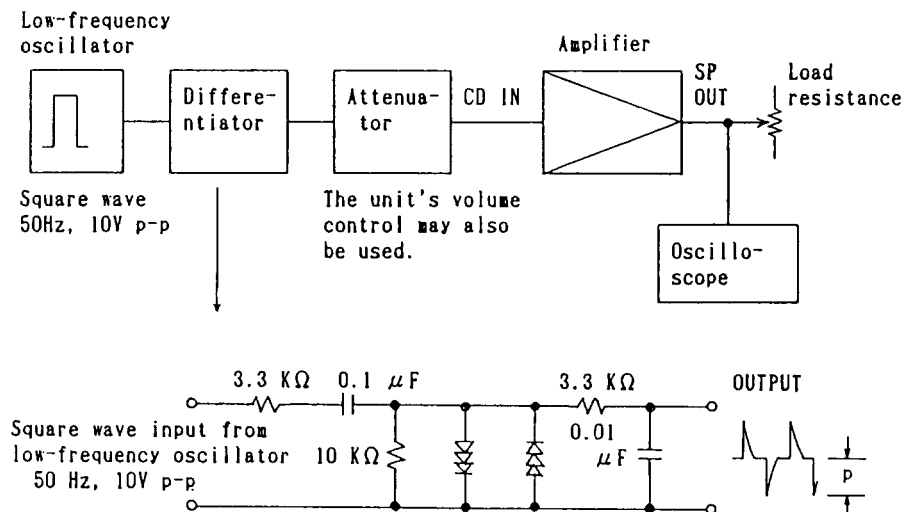 Low-frequency
oscillator
Differe-
ntiator
Attenua-
tor
CD IN
Amplifier
SP
OUT
Load
resistance
Square wave
50Hz, 10V p-p
The unit's volume
control may also
be used.
Oscillo-
scope
3.3 KΩ
0.1 μF
3.3 KΩ
OUTPUT
Square wave input from
low-frequency oscillator
50 Hz, 10V p-p
10 KΩ
0.01
μF
P